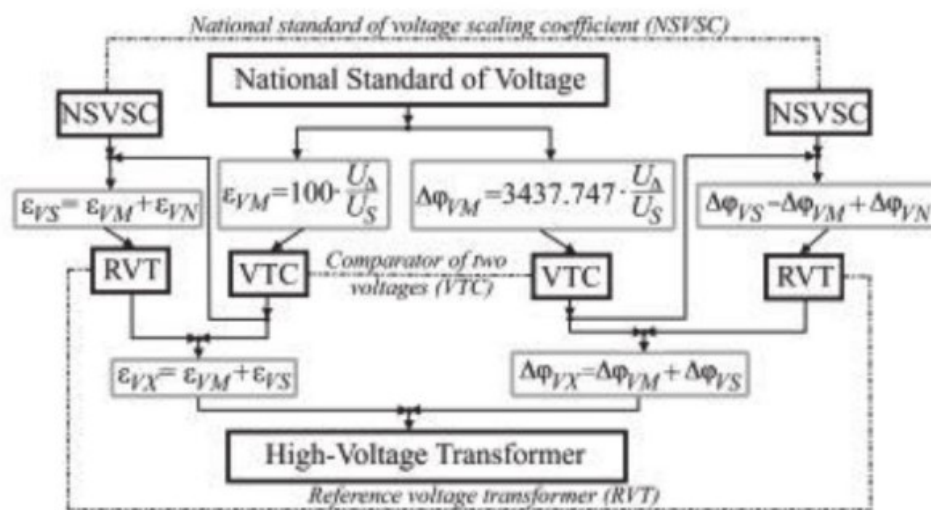 National standard of voltage scaling coefficient (NSVSC)
National Standard of Voltage
NSVSC
NSVSC
εVM=100·UΔ/US
ΔφVM=3437.747·UΔ/US
εVS= εVM+εVN
ΔφVS−ΔφVM+ΔφVN
RVT
VTC
Comparator of two
voltages (VTC)
VTC
RVT
εVX= εVM+εVS
ΔφVX=ΔφVM+ΔφVS
High-Voltage Transformer
Reference voltage transformer (RVT)